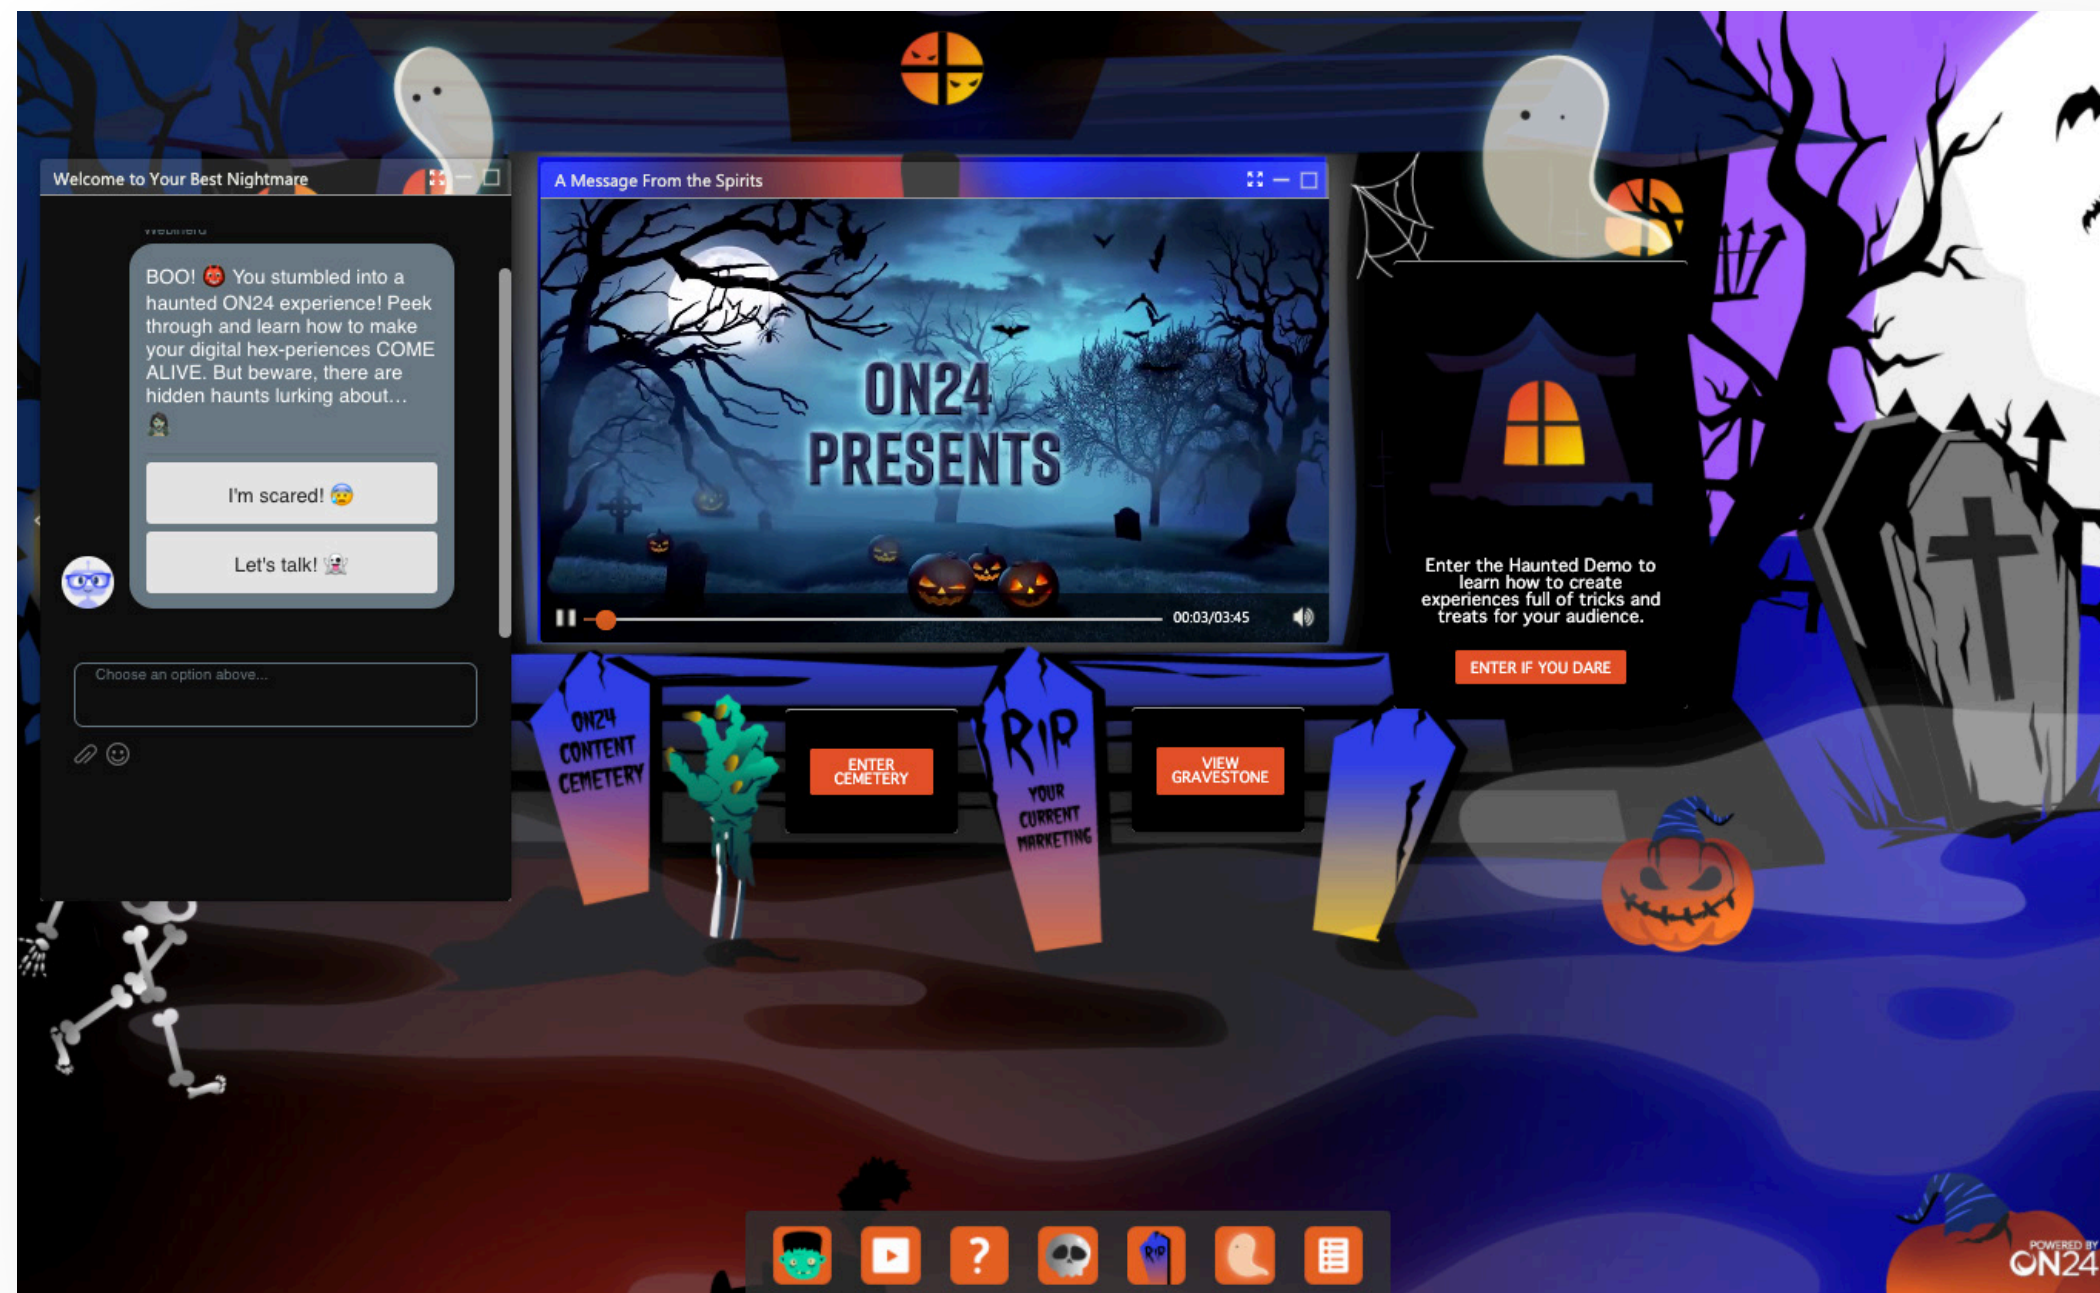 Welcome to Your Best Nightmare
Webinerd
BOO! 👹 You stumbled into a
haunted ON24 experience! Peek
through and learn how to make
your digital hex-periences COME
ALIVE. But beware, there are
hidden haunts lurking about...
I'm scared! 😰
Let's talk! 👻
Choose an option above...
A Message From the Spirits
ON24
PRESENTS
00:03/03:45
Enter the Haunted Demo to
learn how to create
experiences full of tricks and
treats for your audience.
ENTER IF YOU DARE
ON24
CONTENT
CEMETERY
ENTER
CEMETERY
RIP
YOUR
CURRENT
MARKETING
VIEW
GRAVESTONE
?
RIP
POWERED BY
ON24